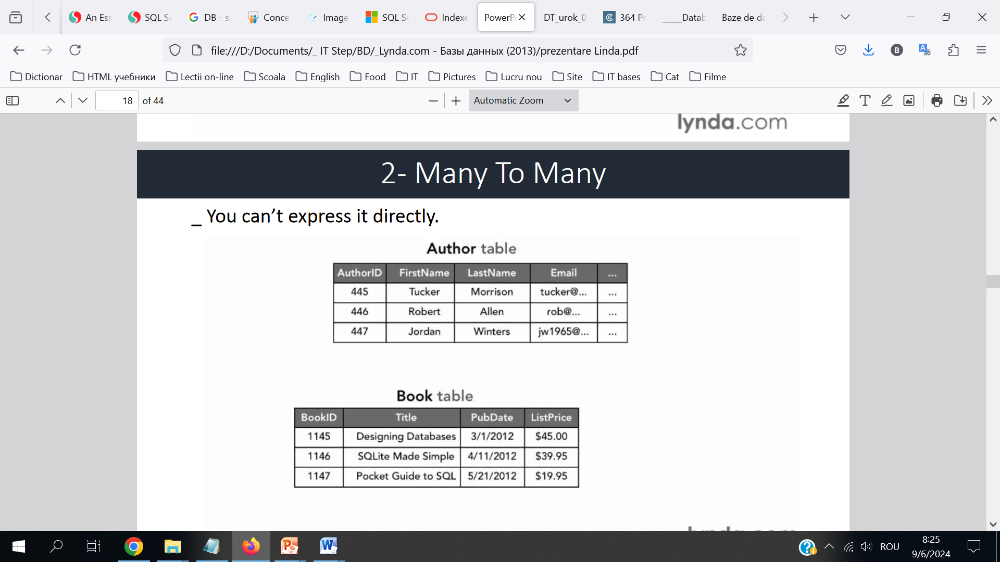 An Ess
SQL S
DB - s
Conce
Image
SQL S
Indexe
PowerP
DT_urok_0
364 Pr
_____Datab
Baze de da
file:///D:/Documents/_ IT Step/BD/_Lynda.com - Базы данных (2013)/prezentare Linda.pdf
B
Dictionar
HTML учебники
Lectii on-line
Scoala
English
Food
IT
Pictures
Lucru nou
Site
IT bases
Cat
Filme
18 of 44
Automatic Zoom
lynda.com
2- Many To Many
_ You can’t express it directly.
Author table
AuthorID FirstName LastName Email ...
445 Tucker Morrison tucker@... ...
446 Robert Allen rob@... ...
447 Jordan Winters jw1965@... ...
Book table
BookID Title PubDate ListPrice
1145 Designing Databases 3/1/2012 $45.00
1146 SQLite Made Simple 4/11/2012 $39.95
1147 Pocket Guide to SQL 5/21/2012 $19.95
ROU
8:25
9/6/2024